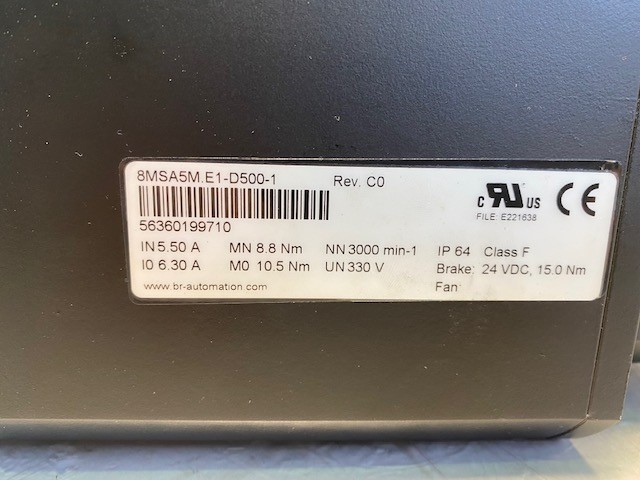 8MSA5M.E1-D500-1 Rev. C0
56360199710
c RU US CE
FILE: E221638
IN 5.50 A MN 8.8 Nm NN 3000 min-1 IP 64 Class F
I0 6.30 A M0 10.5 Nm UN 330 V Brake: 24 VDC, 15.0 Nm
www.br-automation.com Fan: